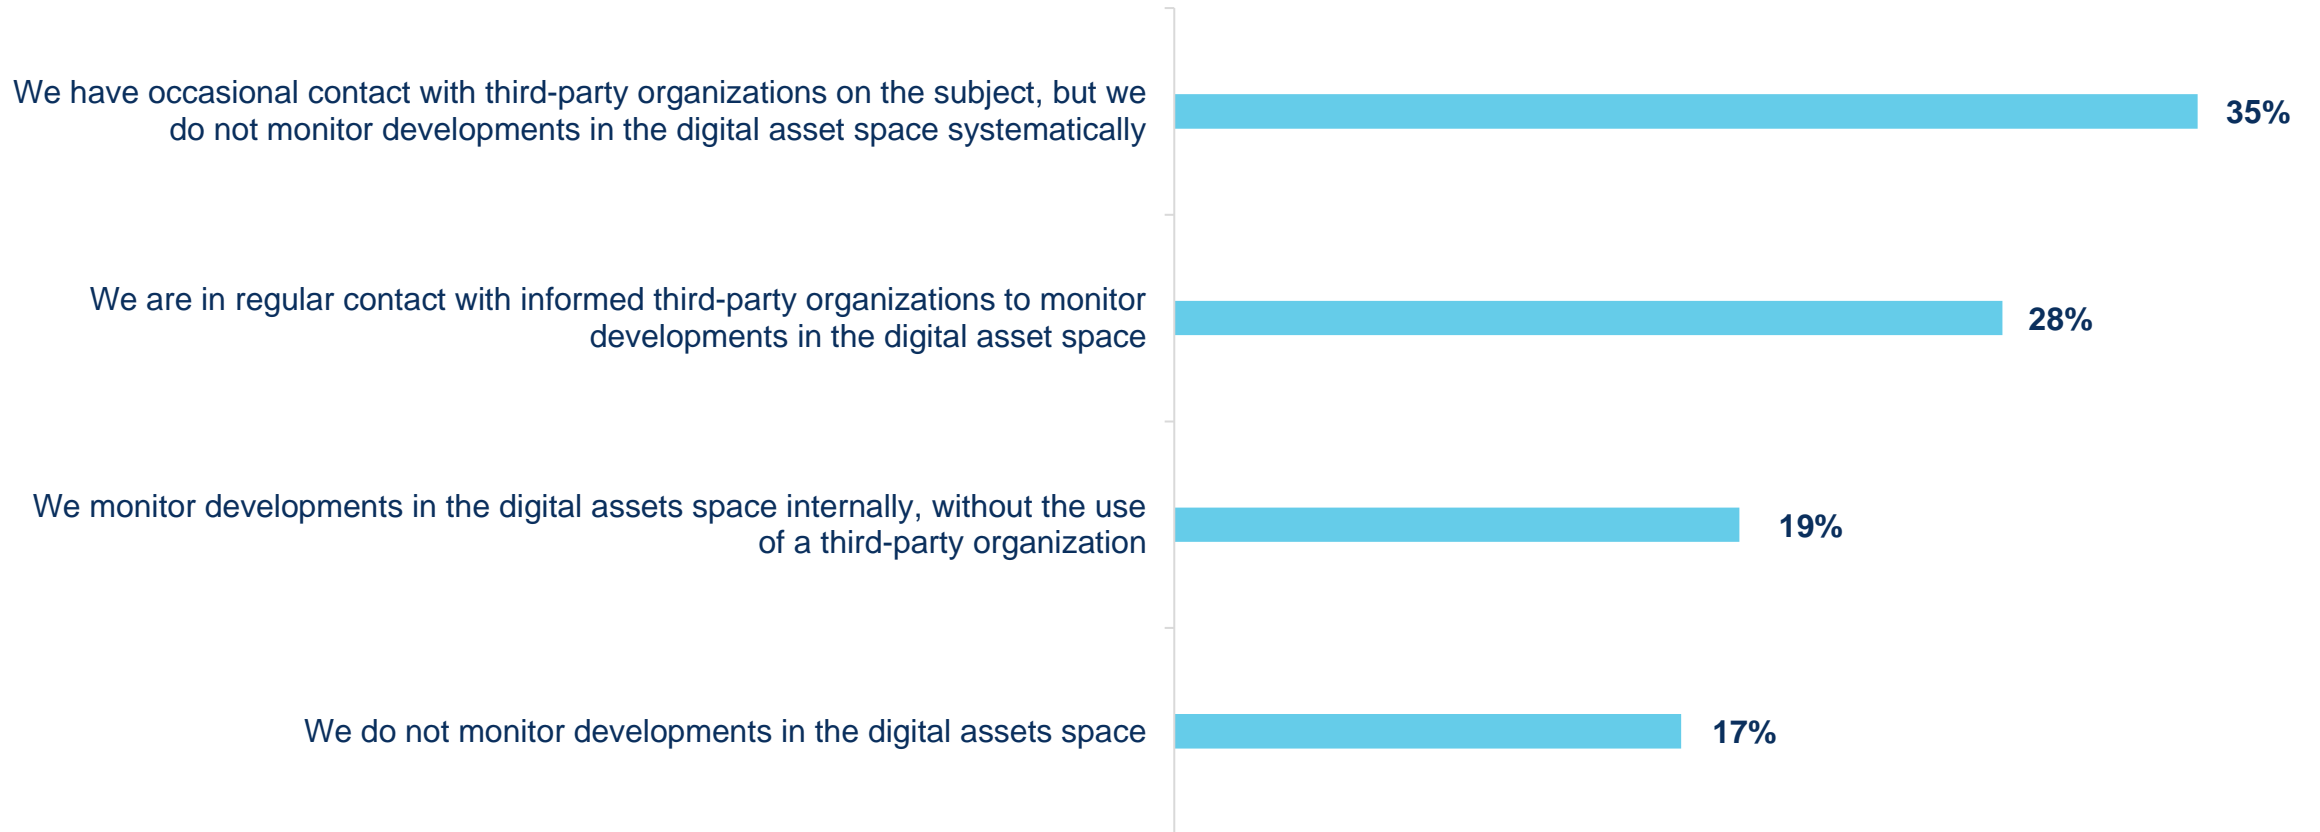 We have occasional contact with third-party organizations on the subject, but we
do not monitor developments in the digital asset space systematically
35%
We are in regular contact with informed third-party organizations to monitor
developments in the digital asset space
28%
We monitor developments in the digital assets space internally, without the use
of a third-party organization
19%
We do not monitor developments in the digital assets space
17%